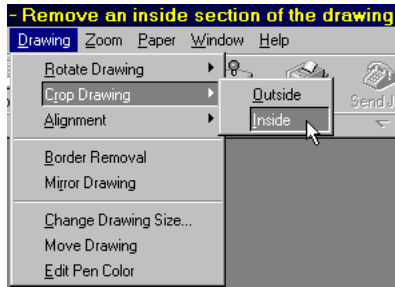 - Remove an inside section of the drawing
Drawing Zoom Paper Window Help
Rotate Drawing
Crop Drawing
Outside
Send J
Alignment
Inside
Border Removal
Mirror Drawing
Change Drawing Size...
Move Drawing
Edit Pen Color